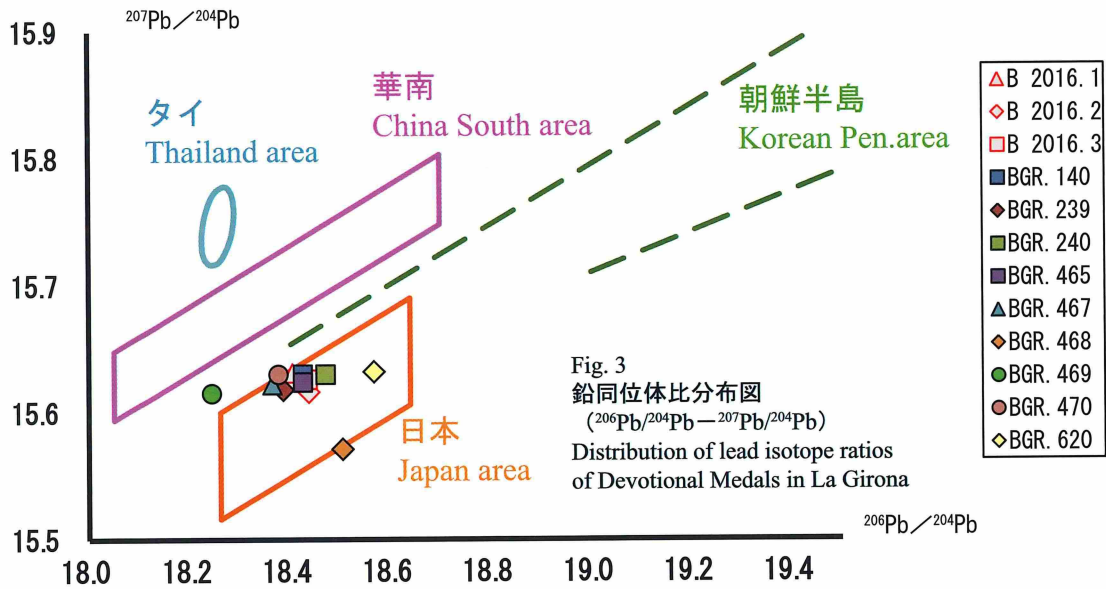 ²⁰⁷Pb／²⁰⁴Pb
15.9
15.8
15.7
15.6
15.5
タイ
Thailand area
華南
China South area
朝鮮半島
Korean Pen.area
日本
Japan area
Fig. 3
鉛同位体比分布図
（²⁰⁶Pb/²⁰⁴Pb－²⁰⁷Pb/²⁰⁴Pb）
Distribution of lead isotope ratios
of Devotional Medals in La Girona
²⁰⁶Pb／²⁰⁴Pb
18.0 18.2 18.4 18.6 18.8 19.0 19.2 19.4
B 2016. 1
B 2016. 2
B 2016. 3
BGR. 140
BGR. 239
BGR. 240
BGR. 465
BGR. 467
BGR. 468
BGR. 469
BGR. 470
BGR. 620